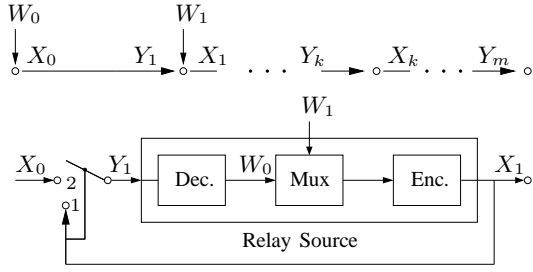 W₀ W₁
X₀ Y₁ X₁ . . . Yₖ Xₖ . . . Yₘ
W₁
X₀ 2 Y₁ Dec. W₀ Mux Enc. X₁
1
Relay Source